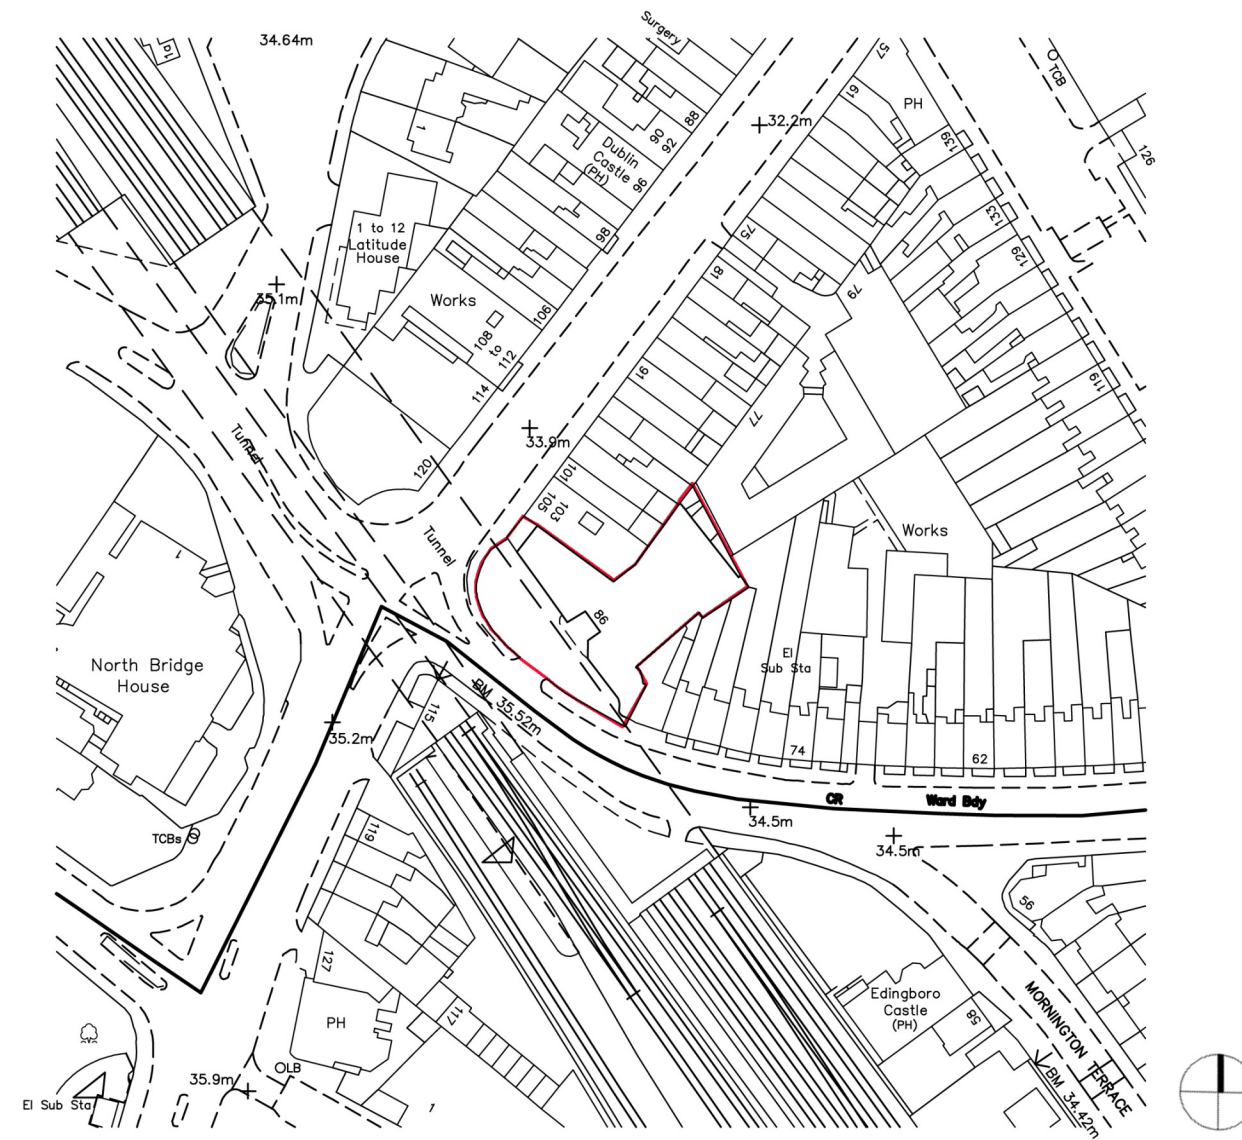 Surgery
34.64m
1a
57
TCB
PH
61
88
32.2m
90
92
139
126
1
Dublin
Castle
(PH)
96
133
1 to 12
Latitude
House
98
75
129
81
35.1m
79
Works
106
108
to
112
119
91
114
77
Tunnel
33.9m
101
120
105
103
Tunnel
Works
1
86
North Bridge
House
El
Sub Sta
BM 35.52m
115
35.2m
74
62
CR
Ward Bdy
34.5m
TCBs
119
34.5m
56
127
Edingboro
Castle
(PH)
58
MORNINGTON TERRACE
PH
117
LB
35.9m
El Sub Sta
1
BM 34.42m